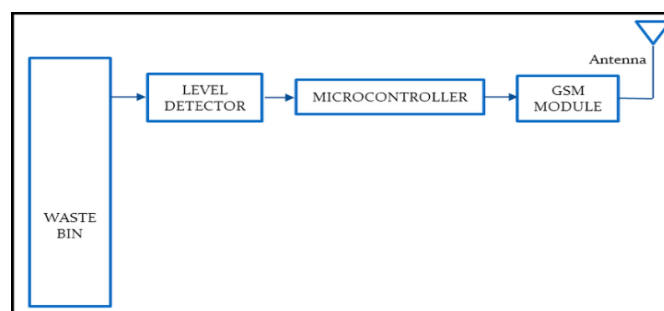 Antenna
LEVEL
DETECTOR
MICROCONTROLLER
GSM
MODULE
WASTE
BIN